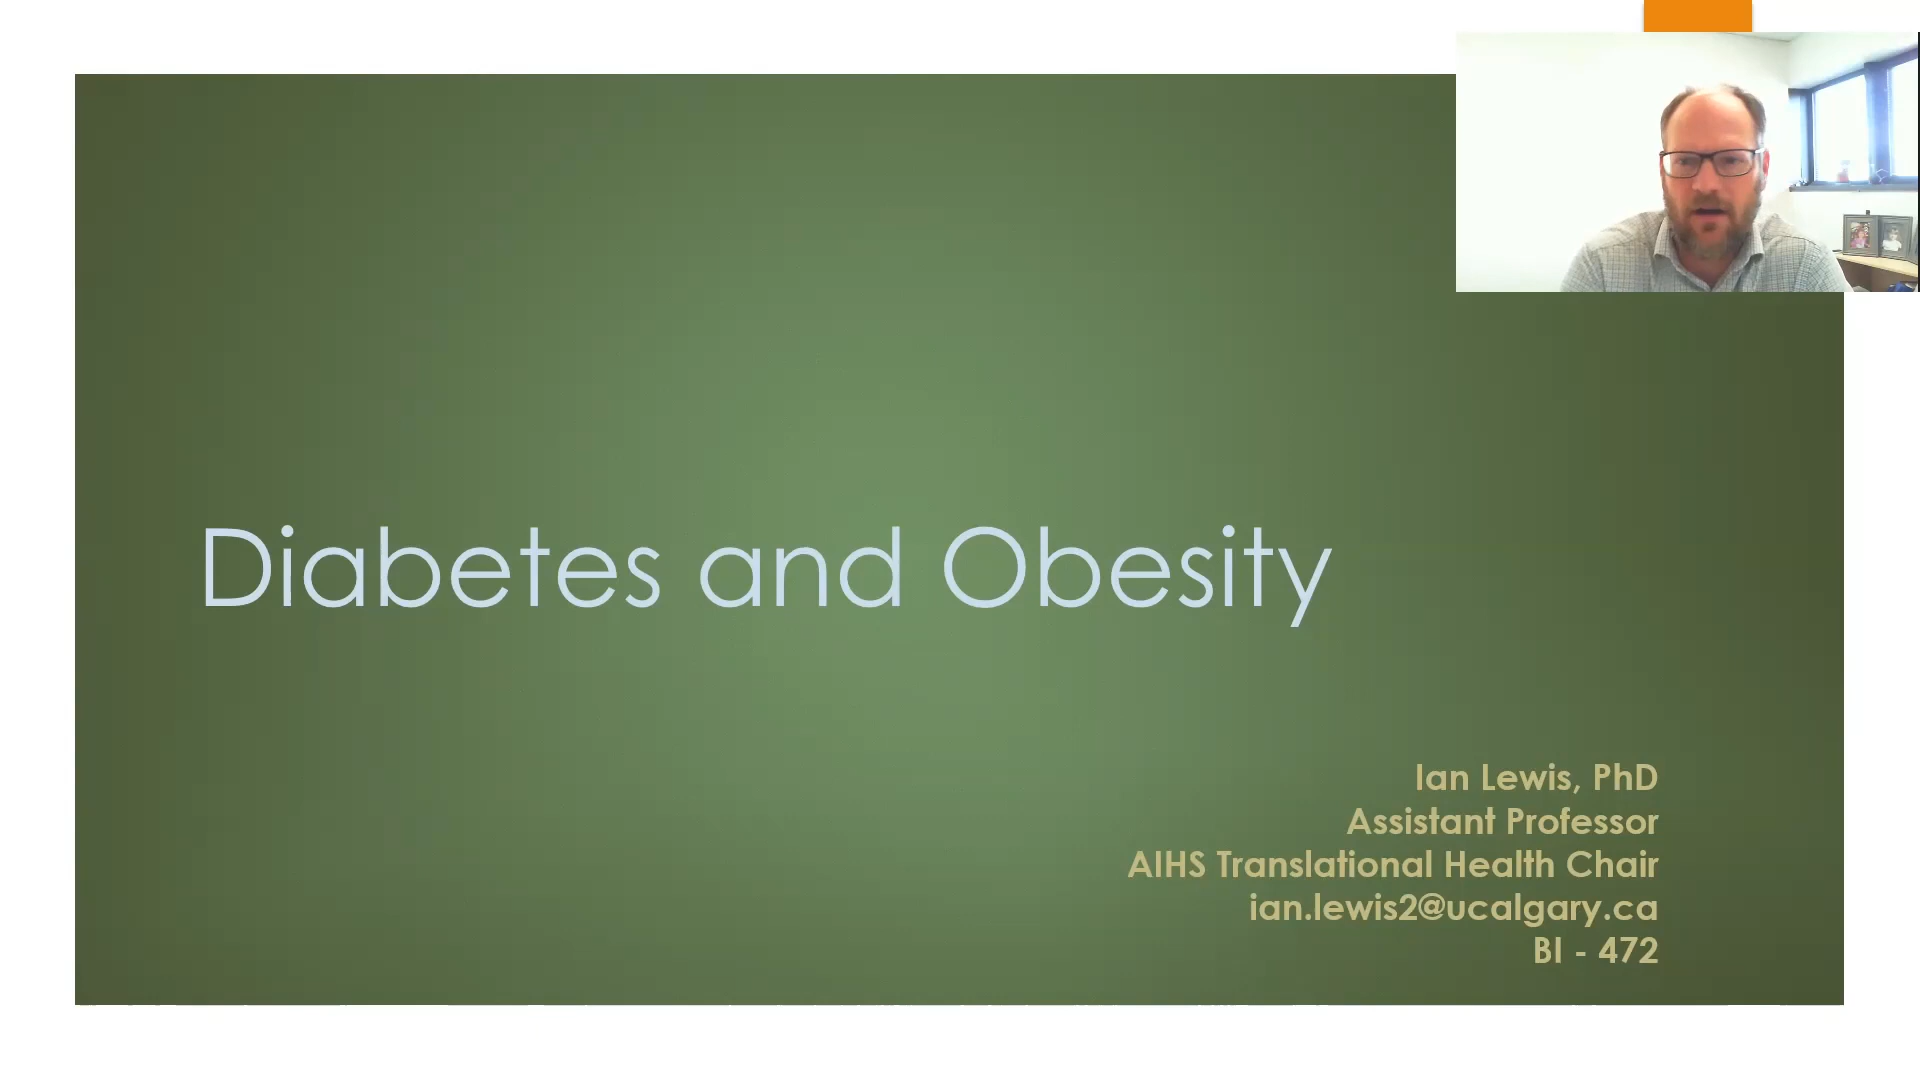 Diabetes and Obesity
Ian Lewis, PhD
Assistant Professor
AIHS Translational Health Chair
ian.lewis2@ucalgary.ca
BI - 472